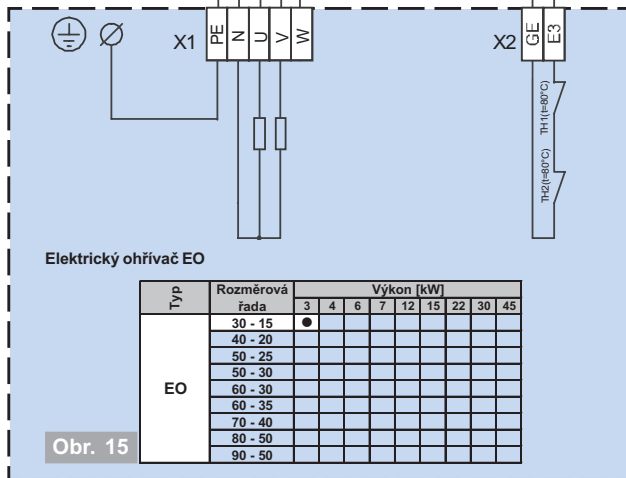 X1 PE N U V W X2 GE E3
TH1(t=80°C)
TH2(t=80°C)
Elektrický ohřívač EO
Typ Rozměrová řada Výkon [kW]
3 4 6 7 12 15 22 30 45
EO
30 - 15 ●
40 - 20
50 - 25
50 - 30
60 - 30
60 - 35
70 - 40
80 - 50
90 - 50
Obr. 15